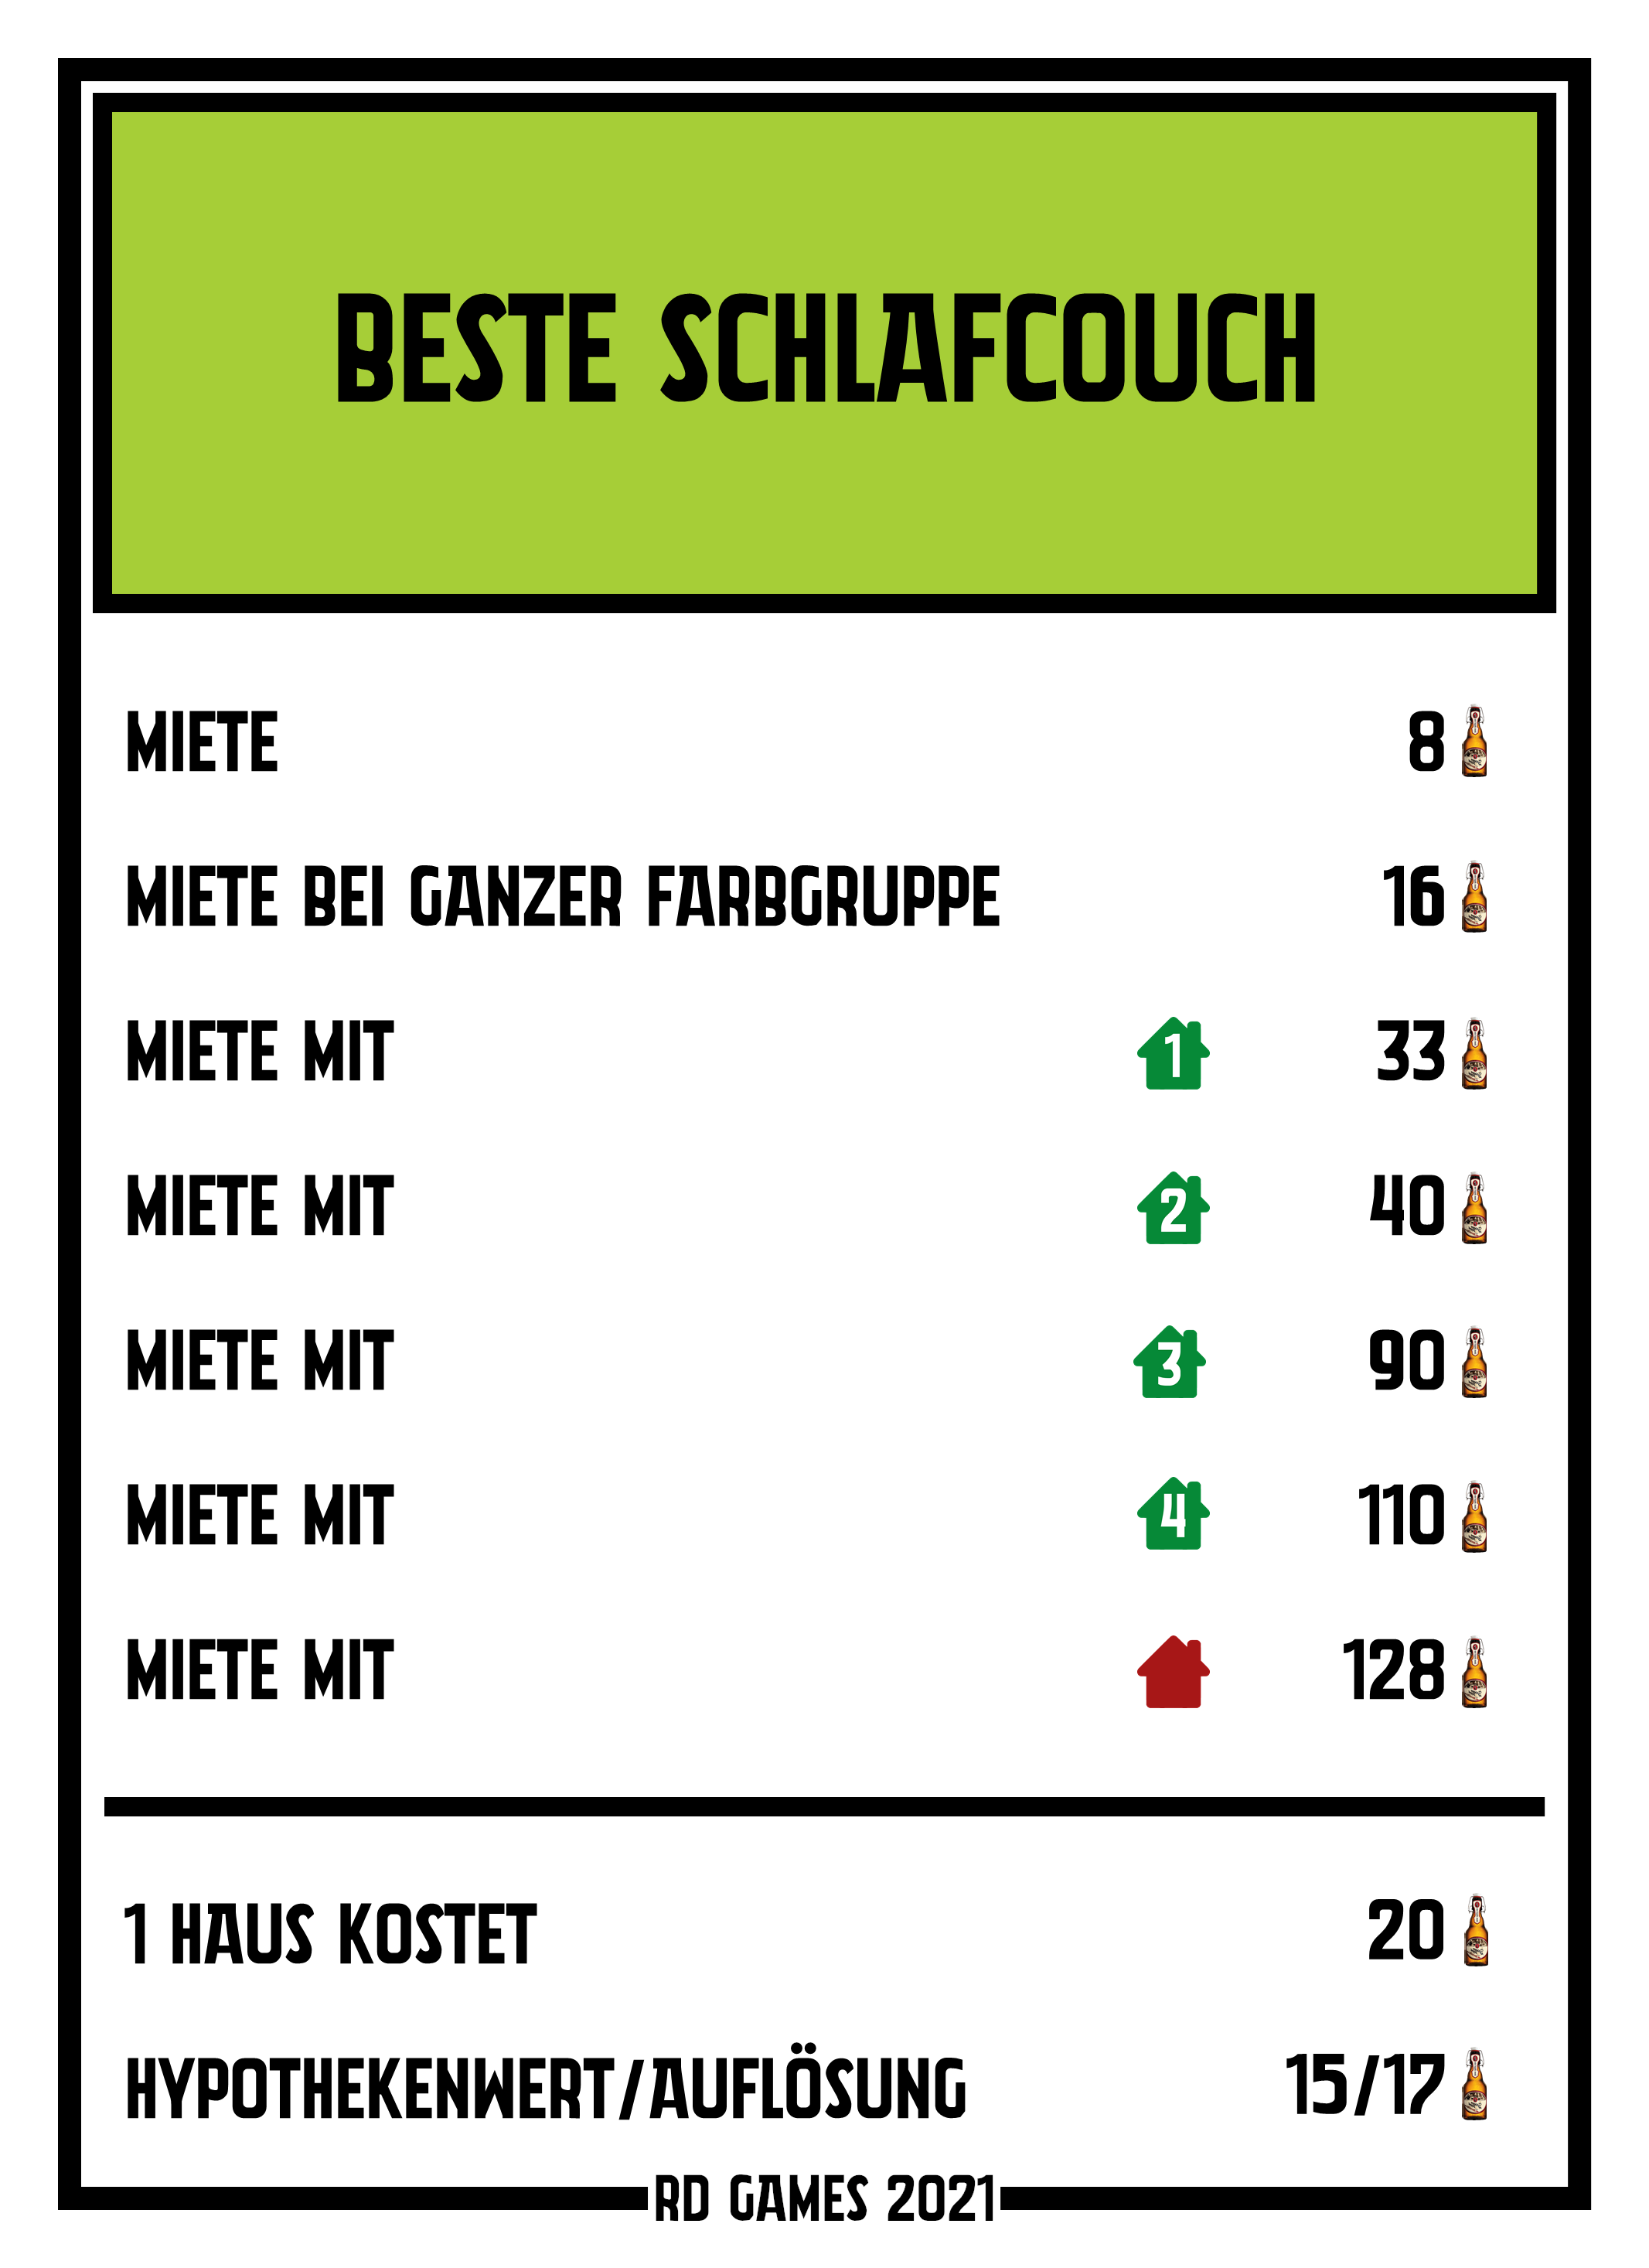 BESTE SCHLAFCOUCH
MIETE 8
MIETE BEI GANZER FARBGRUPPE 16
MIETE MIT 1 33
MIETE MIT 2 40
MIETE MIT 3 90
MIETE MIT 4 110
MIETE MIT 128
1 HAUS KOSTET 20
HYPOTHEKENWERT/AUFLÖSUNG 15/17
RD GAMES 2021